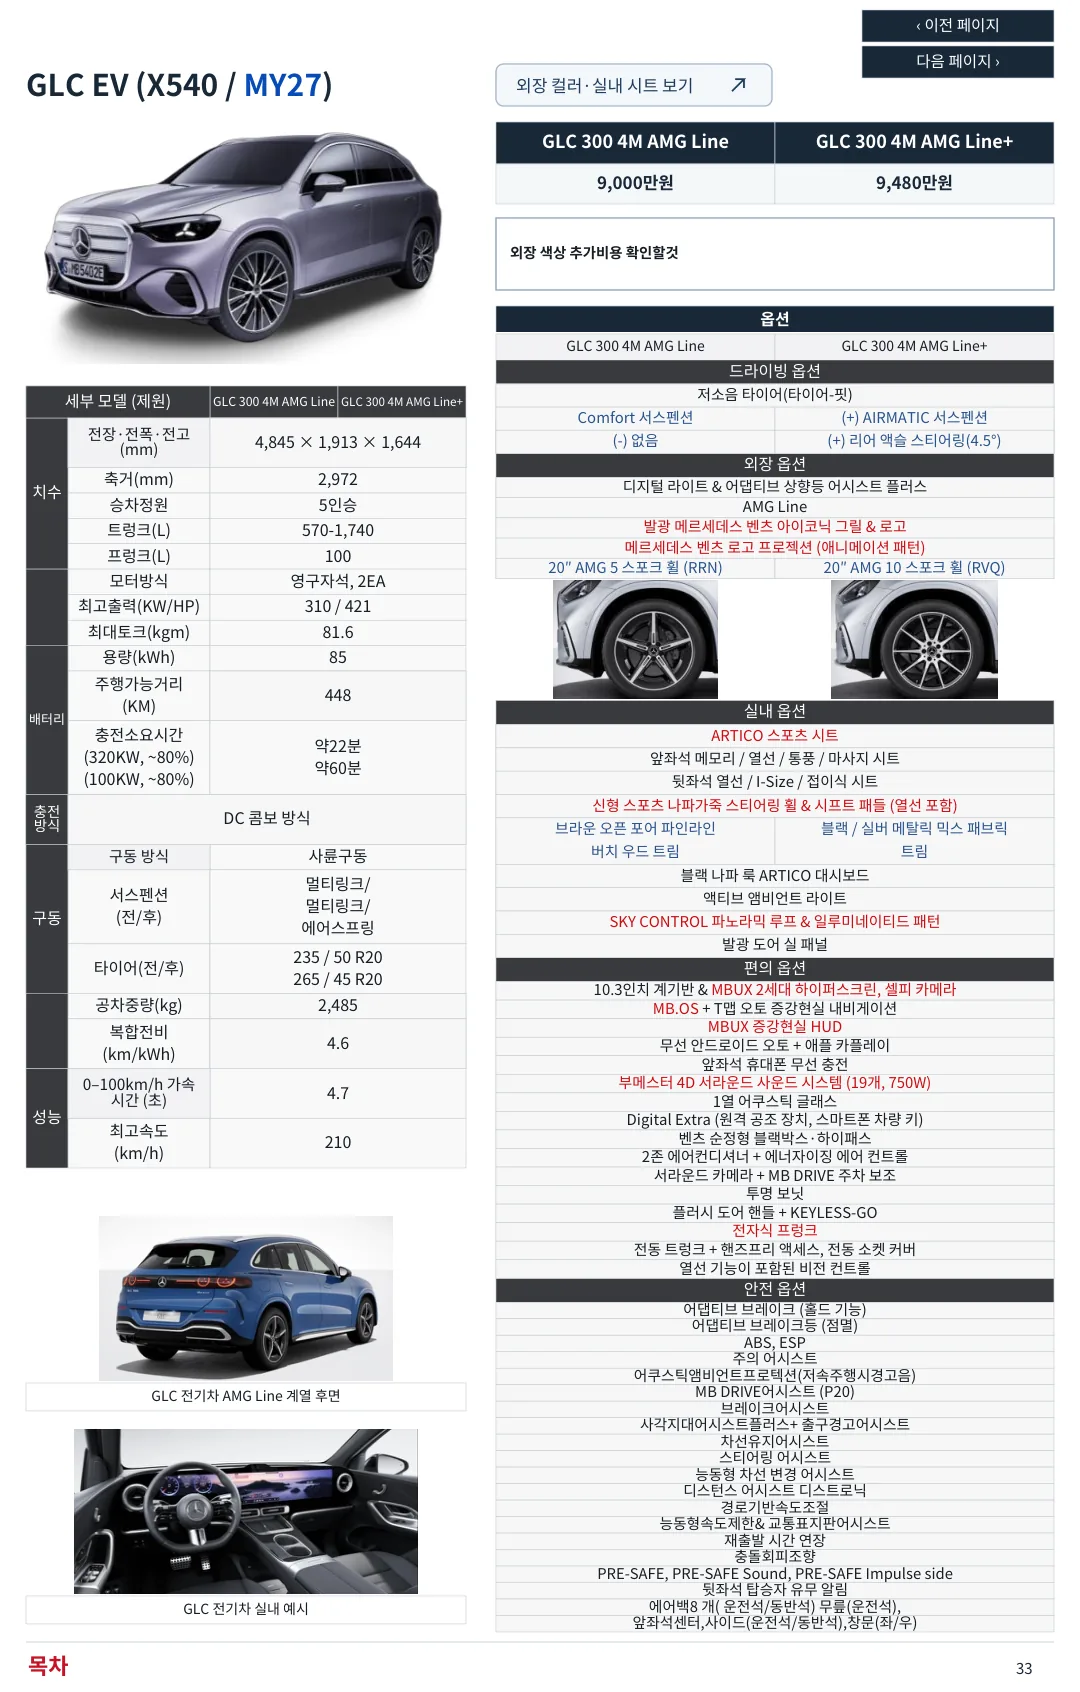 ‹ 이전 페이지
다음 페이지 ›
GLC EV (X540 / MY27)
외장 컬러·실내 시트 보기 ↗
GLC 300 4M AMG Line
GLC 300 4M AMG Line+
9,000만원
9,480만원
외장 색상 추가비용 확인할것
S MB5402E
세부 모델 (제원)
GLC 300 4M AMG Line
GLC 300 4M AMG Line+
치수
전장·전폭·전고
(mm)
4,845 × 1,913 × 1,644
축거(mm)
2,972
승차정원
5인승
트렁크(L)
570-1,740
프렁크(L)
100
모터방식
영구자석, 2EA
최고출력(KW/HP)
310 / 421
최대토크(kgm)
81.6
배터리
용량(kWh)
85
주행가능거리
(KM)
448
충전소요시간
(320KW, ~80%)
(100KW, ~80%)
약22분
약60분
충전
방식
DC 콤보 방식
구동
구동 방식
사륜구동
서스펜션
(전/후)
멀티링크/
멀티링크/
에어스프링
타이어(전/후)
235 / 50 R20
265 / 45 R20
공차중량(kg)
2,485
복합전비
(km/kWh)
4.6
성능
0–100km/h 가속
시간 (초)
4.7
최고속도
(km/h)
210
GLC 전기차 AMG Line 계열 후면
GLC 전기차 실내 예시
옵션
GLC 300 4M AMG Line
GLC 300 4M AMG Line+
드라이빙 옵션
저소음 타이어(타이어-핏)
Comfort 서스펜션
(+) AIRMATIC 서스펜션
(-) 없음
(+) 리어 액슬 스티어링(4.5°)
외장 옵션
디지털 라이트 & 어댑티브 상향등 어시스트 플러스
AMG Line
발광 메르세데스 벤츠 아이코닉 그릴 & 로고
메르세데스 벤츠 로고 프로젝션 (애니메이션 패턴)
20″ AMG 5 스포크 휠 (RRN)
20″ AMG 10 스포크 휠 (RVQ)
실내 옵션
ARTICO 스포츠 시트
앞좌석 메모리 / 열선 / 통풍 / 마사지 시트
뒷좌석 열선 / I-Size / 접이식 시트
신형 스포츠 나파가죽 스티어링 휠 & 시프트 패들 (열선 포함)
브라운 오픈 포어 파인라인
버치 우드 트림
블랙 / 실버 메탈릭 믹스 패브릭
트림
블랙 나파 룩 ARTICO 대시보드
액티브 앰비언트 라이트
SKY CONTROL 파노라믹 루프 & 일루미네이티드 패턴
발광 도어 실 패널
편의 옵션
10.3인치 계기반 & MBUX 2세대 하이퍼스크린, 셀피 카메라
MB.OS + T맵 오토 증강현실 내비게이션
MBUX 증강현실 HUD
무선 안드로이드 오토 + 애플 카플레이
앞좌석 휴대폰 무선 충전
부메스터 4D 서라운드 사운드 시스템 (19개, 750W)
1열 어쿠스틱 글래스
Digital Extra (원격 공조 장치, 스마트폰 차량 키)
벤츠 순정형 블랙박스·하이패스
2존 에어컨디셔너 + 에너자이징 에어 컨트롤
서라운드 카메라 + MB DRIVE 주차 보조
투명 보닛
플러시 도어 핸들 + KEYLESS-GO
전자식 프렁크
전동 트렁크 + 핸즈프리 액세스, 전동 소켓 커버
열선 기능이 포함된 비전 컨트롤
안전 옵션
어댑티브 브레이크 (홀드 기능)
어댑티브 브레이크등 (점멸)
ABS, ESP
주의 어시스트
어쿠스틱앰비언트프로텍션(저속주행시경고음)
MB DRIVE어시스트 (P20)
브레이크어시스트
사각지대어시스트플러스+ 출구경고어시스트
차선유지어시스트
스티어링 어시스트
능동형 차선 변경 어시스트
디스턴스 어시스트 디스트로닉
경로기반속도조절
능동형속도제한& 교통표지판어시스트
재출발 시간 연장
충돌회피조향
PRE-SAFE, PRE-SAFE Sound, PRE-SAFE Impulse side
뒷좌석 탑승자 유무 알림
에어백8 개( 운전석/동반석) 무릎(운전석),
앞좌석센터,사이드(운전석/동반석),창문(좌/우)
목차
33